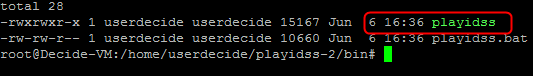 total 28
-rwxrwxr-x 1 userdecide userdecide 15167 Jun  6 16:36 playidss
-rw-rw-r-- 1 userdecide userdecide 10660 Jun  6 16:36 playidss.bat
root@Decide-VM:/home/userdecide/playidss-2/bin#